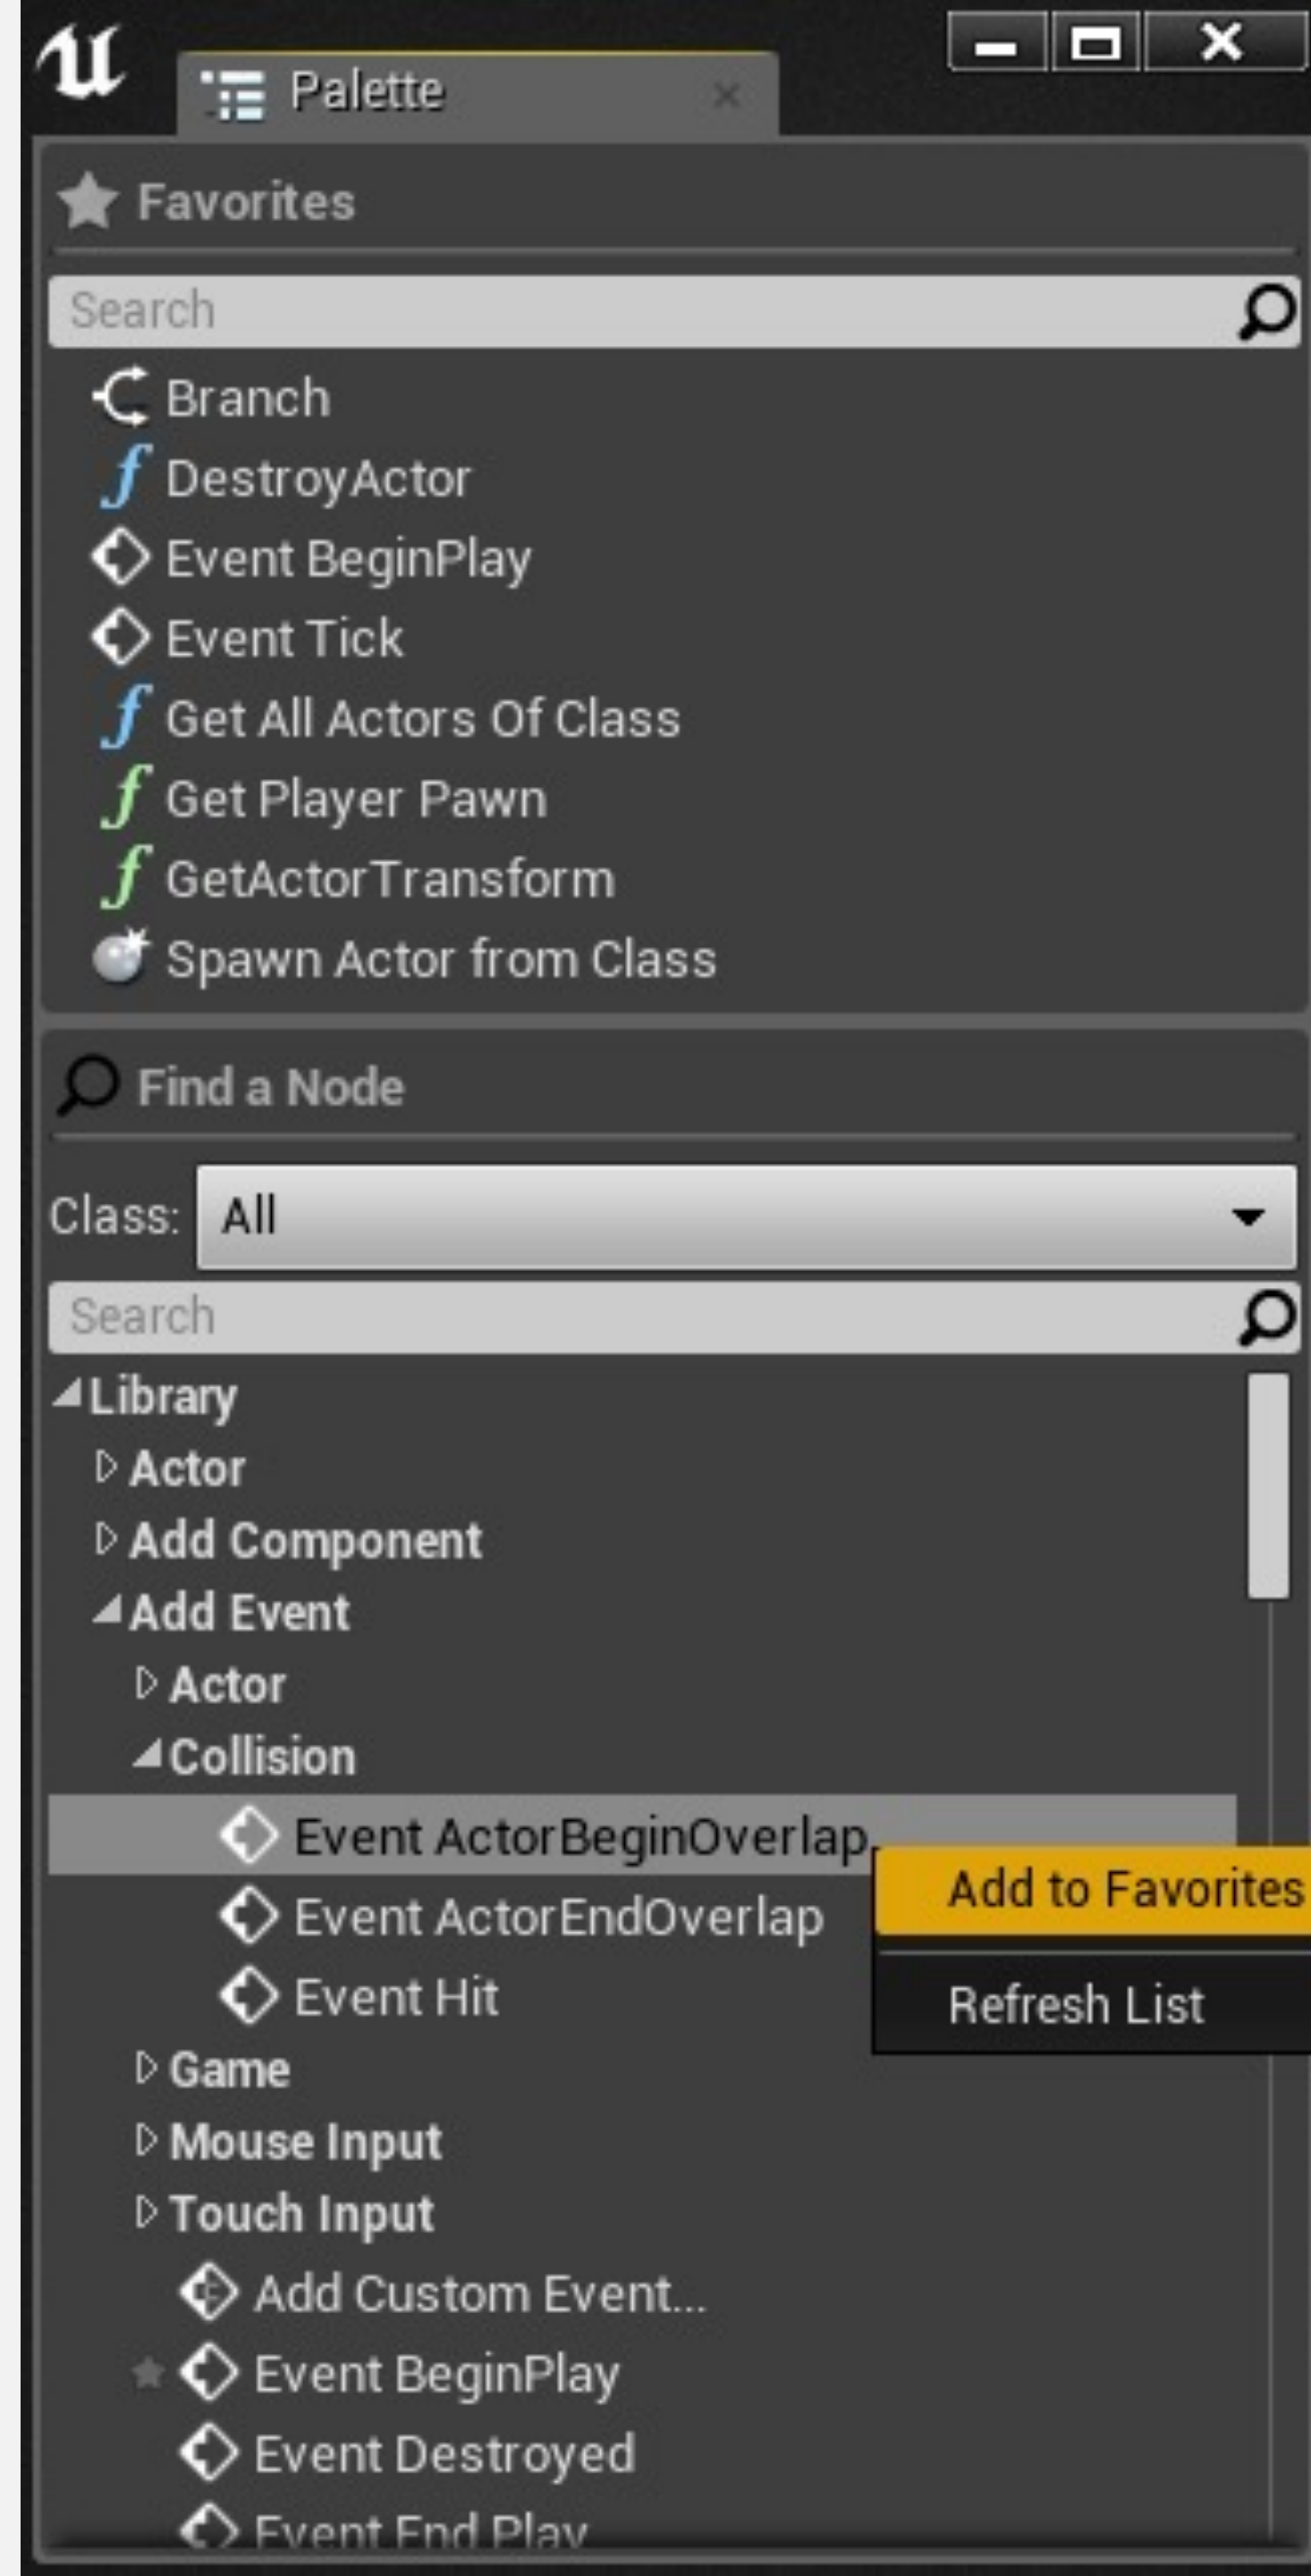 Palette
Favorites
Search
Branch
DestroyActor
Event BeginPlay
Event Tick
Get All Actors Of Class
Get Player Pawn
GetActorTransform
Spawn Actor from Class
Find a Node
Class: All
Search
Library
Actor
Add Component
Add Event
Actor
Collision
Event ActorBeginOverlap
Add to Favorites
Event ActorEndOverlap
Event Hit
Refresh List
Game
Mouse Input
Touch Input
Add Custom Event...
Event BeginPlay
Event Destroyed
Event End Play